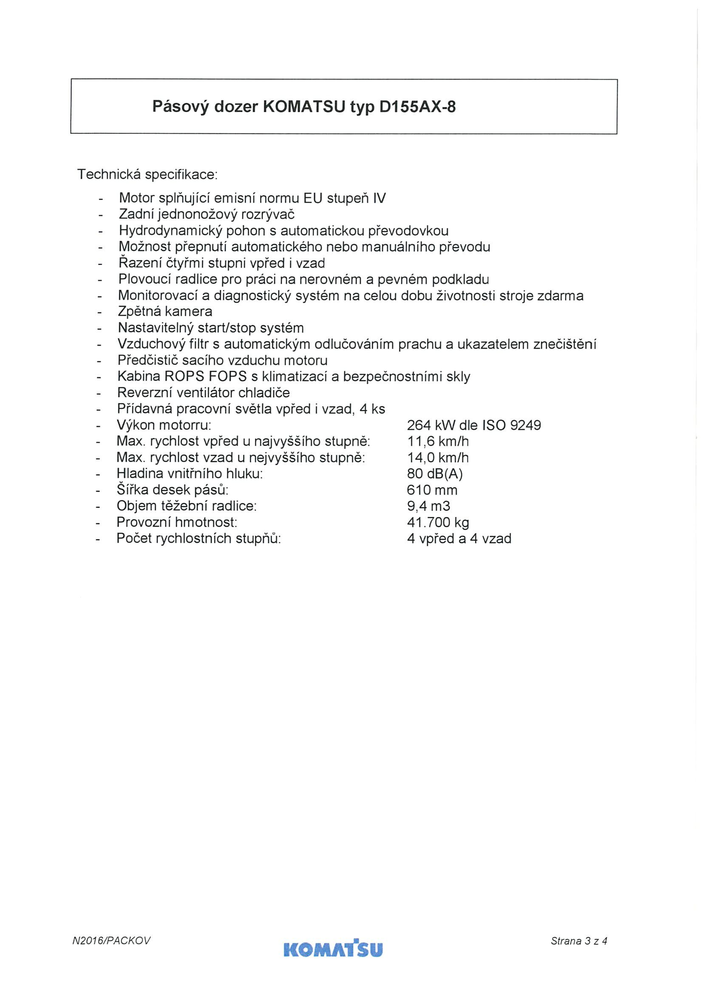 Pásový dozer KOMATSU typ D155AX-8
Technická specifikace:
- Motor splňující emisní normu EU stupeň IV
- Zadní jednonožový rozrývač
- Hydrodynamický pohon s automatickou převodovkou
- Možnost přepnutí automatického nebo manuálního převodu
- Řazení čtyřmi stupni vpřed i vzad
- Plovoucí radlice pro práci na nerovném a pevném podkladu
- Monitorovací a diagnostický systém na celou dobu životnosti stroje zdarma
- Zpětná kamera
- Nastavitelný start/stop systém
- Vzduchový filtr s automatickým odlučováním prachu a ukazatelem znečištění
- Předčistič sacího vzduchu motoru
- Kabina ROPS FOPS s klimatizací a bezpečnostními skly
- Reverzní ventilátor chladiče
- Přídavná pracovní světla vpřed i vzad, 4 ks
- Výkon motorru: 264 kW dle ISO 9249
- Max. rychlost vpřed u najvyššího stupně: 11,6 km/h
- Max. rychlost vzad u nejvyššího stupně: 14,0 km/h
- Hladina vnitřního hluku: 80 dB(A)
- Šířka desek pásů: 610 mm
- Objem těžební radlice: 9,4 m3
- Provozní hmotnost: 41.700 kg
- Počet rychlostních stupňů: 4 vpřed a 4 vzad
N2016/PACKOV
KOMATSU
Strana 3 z 4